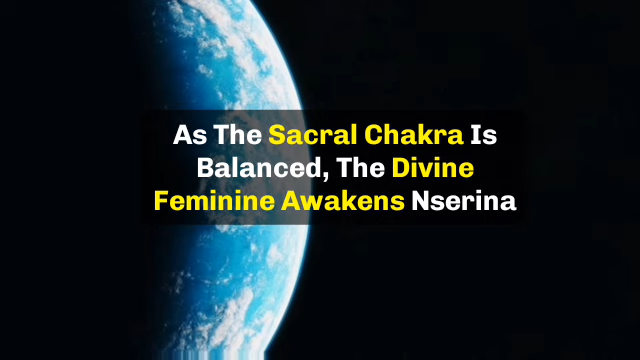 As The Sacral Chakra Is
Balanced, The Divine
Feminine Awakens Nserina